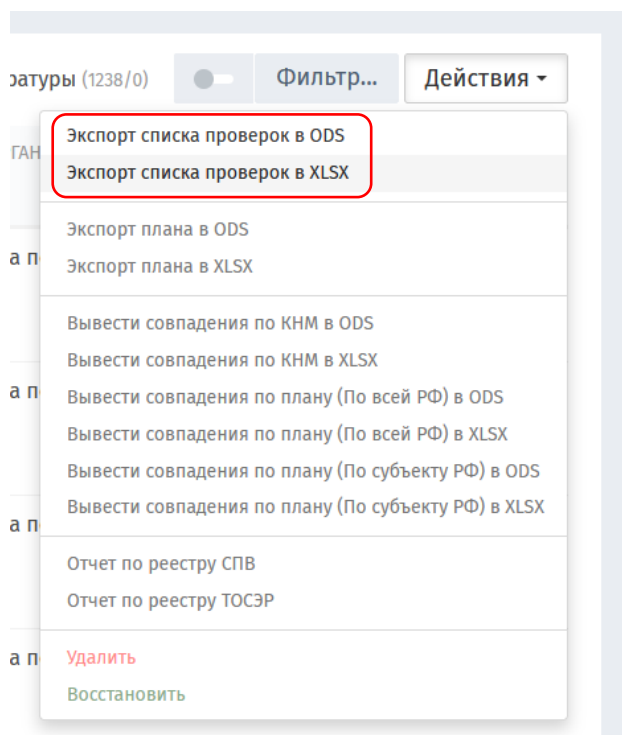 ратуры (1238/0) Фильтр... Действия
ГАН
Экспорт списка проверок в ODS
Экспорт списка проверок в XLSX
Экспорт плана в ODS
а п
Экспорт плана в XLSX
Вывести совпадения по КНМ в ODS
Вывести совпадения по КНМ в XLSX
а п
Вывести совпадения по плану (По всей РФ) в ODS
Вывести совпадения по плану (По всей РФ) в XLSX
Вывести совпадения по плану (По субъекту РФ) в ODS
Вывести совпадения по плану (По субъекту РФ) в XLSX
а п
Отчет по реестру СПВ
Отчет по реестру ТОСЭР
а п
Удалить
Восстановить